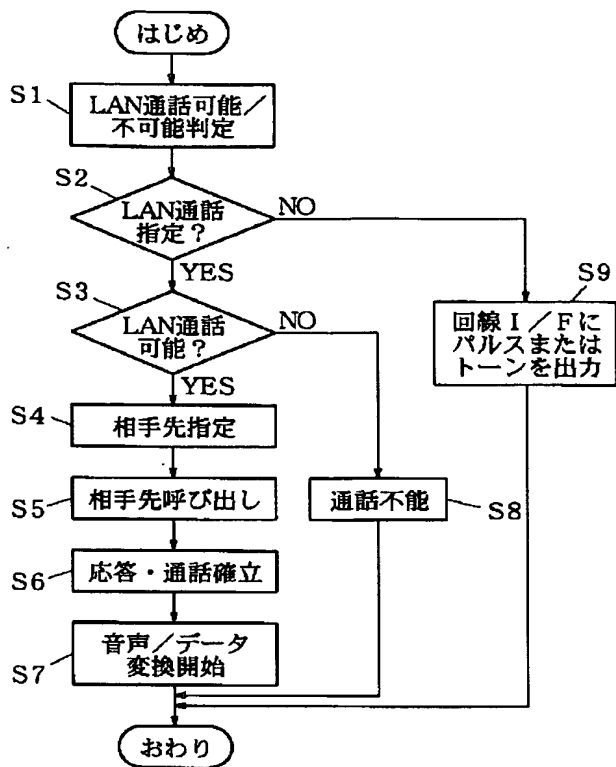 はじめ
S1
LAN通話可能／
不可能判定
S2
LAN通話
指定？
NO
YES
S3
LAN通話
可能？
NO
YES
S9
回線Ｉ／Ｆに
パルスまたは
トーンを出力
S4
相手先指定
S5
相手先呼び出し
通話不能
S8
S6
応答・通話確立
S7
音声／データ
変換開始
おわり